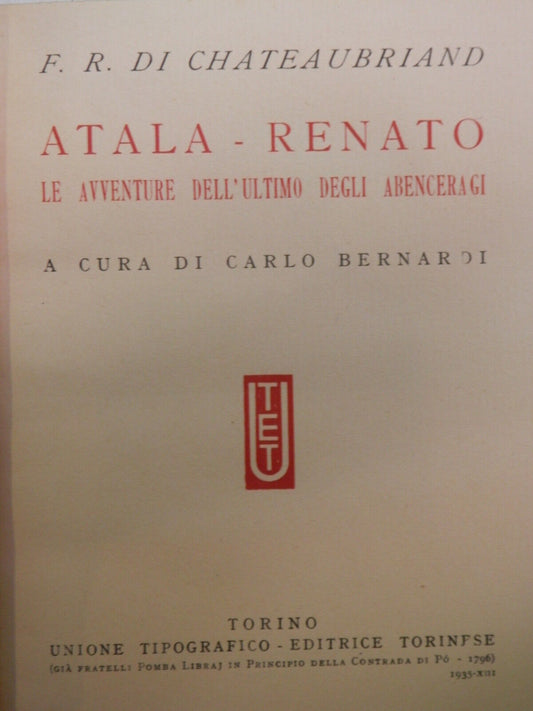 F. R. DI CHATEAUBRIAND
ATALA - RENATO
LE AVVENTURE DELL'ULTIMO DEGLI ABENCERAGI
A CURA DI CARLO BERNARDI
UTET
TORINO
UNIONE TIPOGRAFICO - EDITRICE TORINESE
(GIÀ FRATELLI POMBA LIBRAJ IN PRINCIPIO DELLA CONTRADA DI PÒ - 1796)
1935-XIII